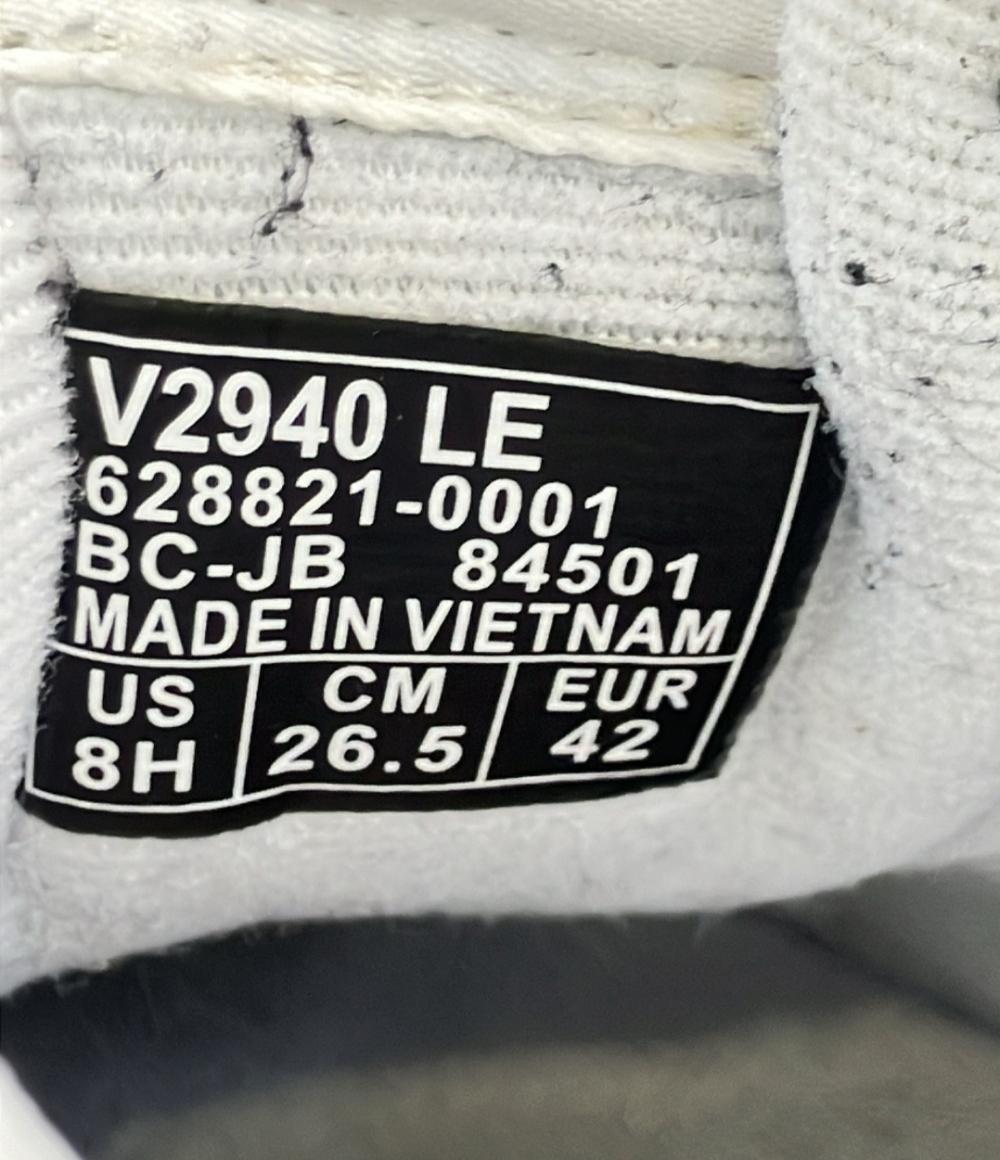 V2940 LE
628821-0001
BC-JB 84501
MADE IN VIETNAM
US CM EUR
8H 26.5 42